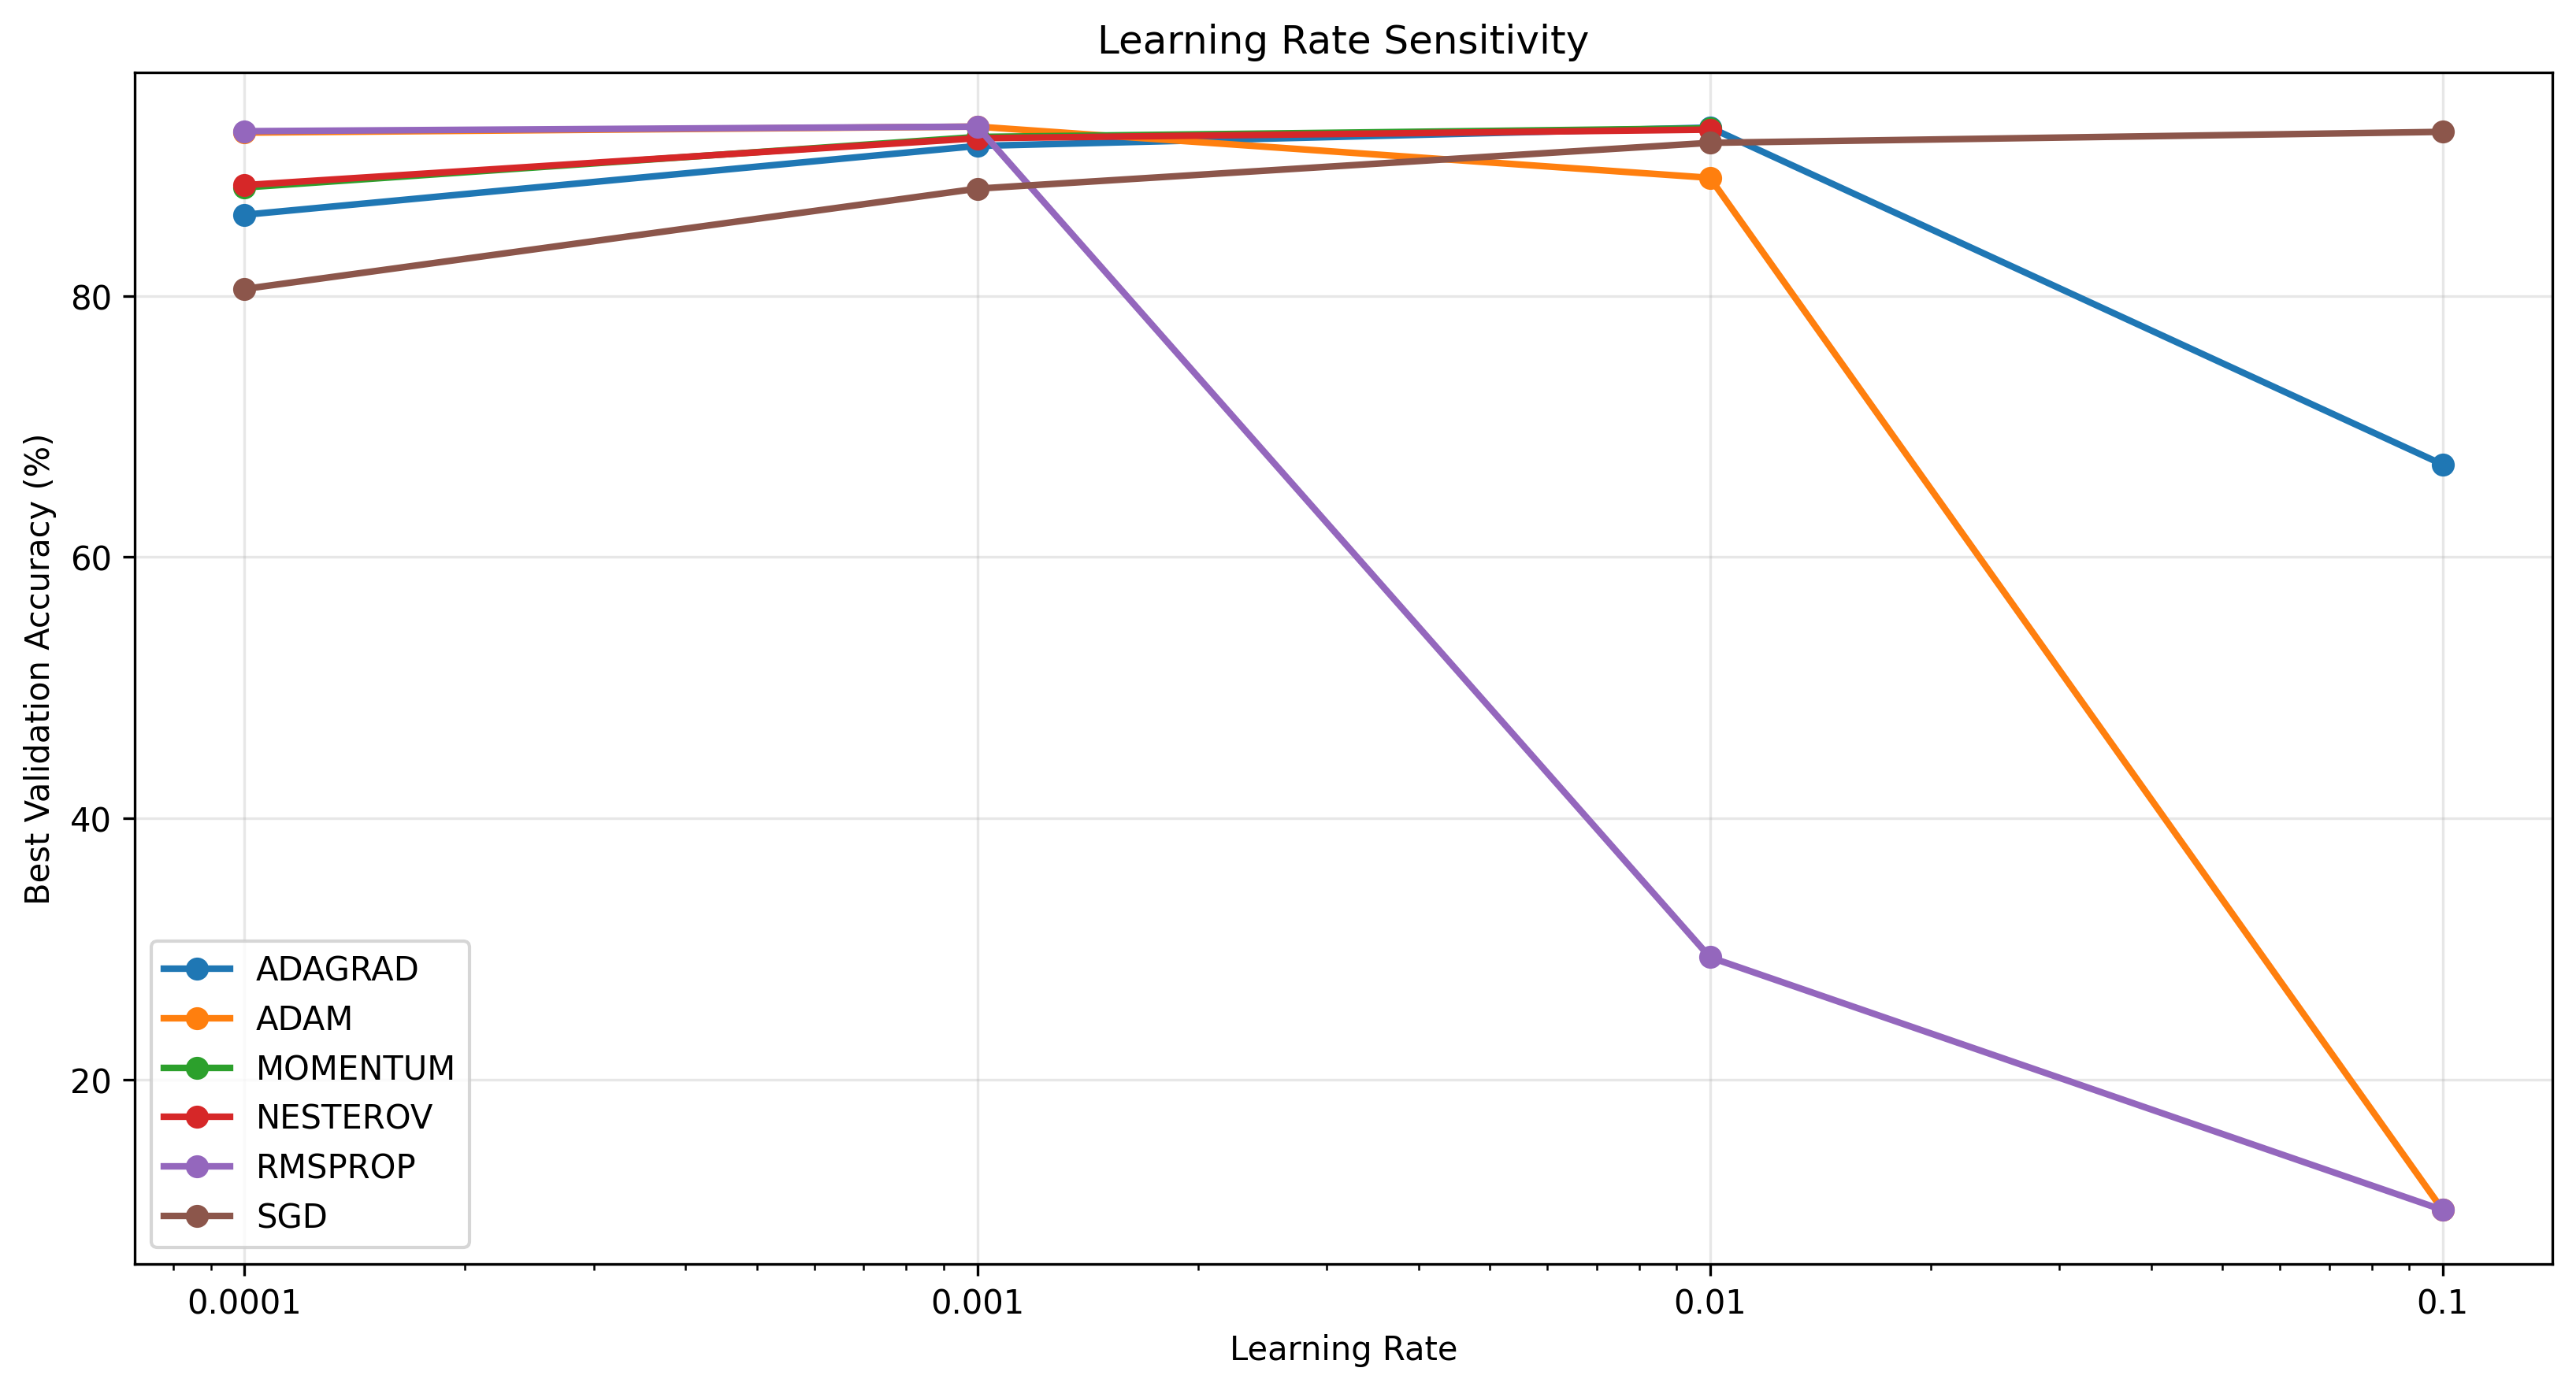 Learning Rate Sensitivity
Best Validation Accuracy (%)
80
60
40
20
ADAGRAD
ADAM
MOMENTUM
NESTEROV
RMSPROP
SGD
0.0001 0.001 0.01 0.1
Learning Rate